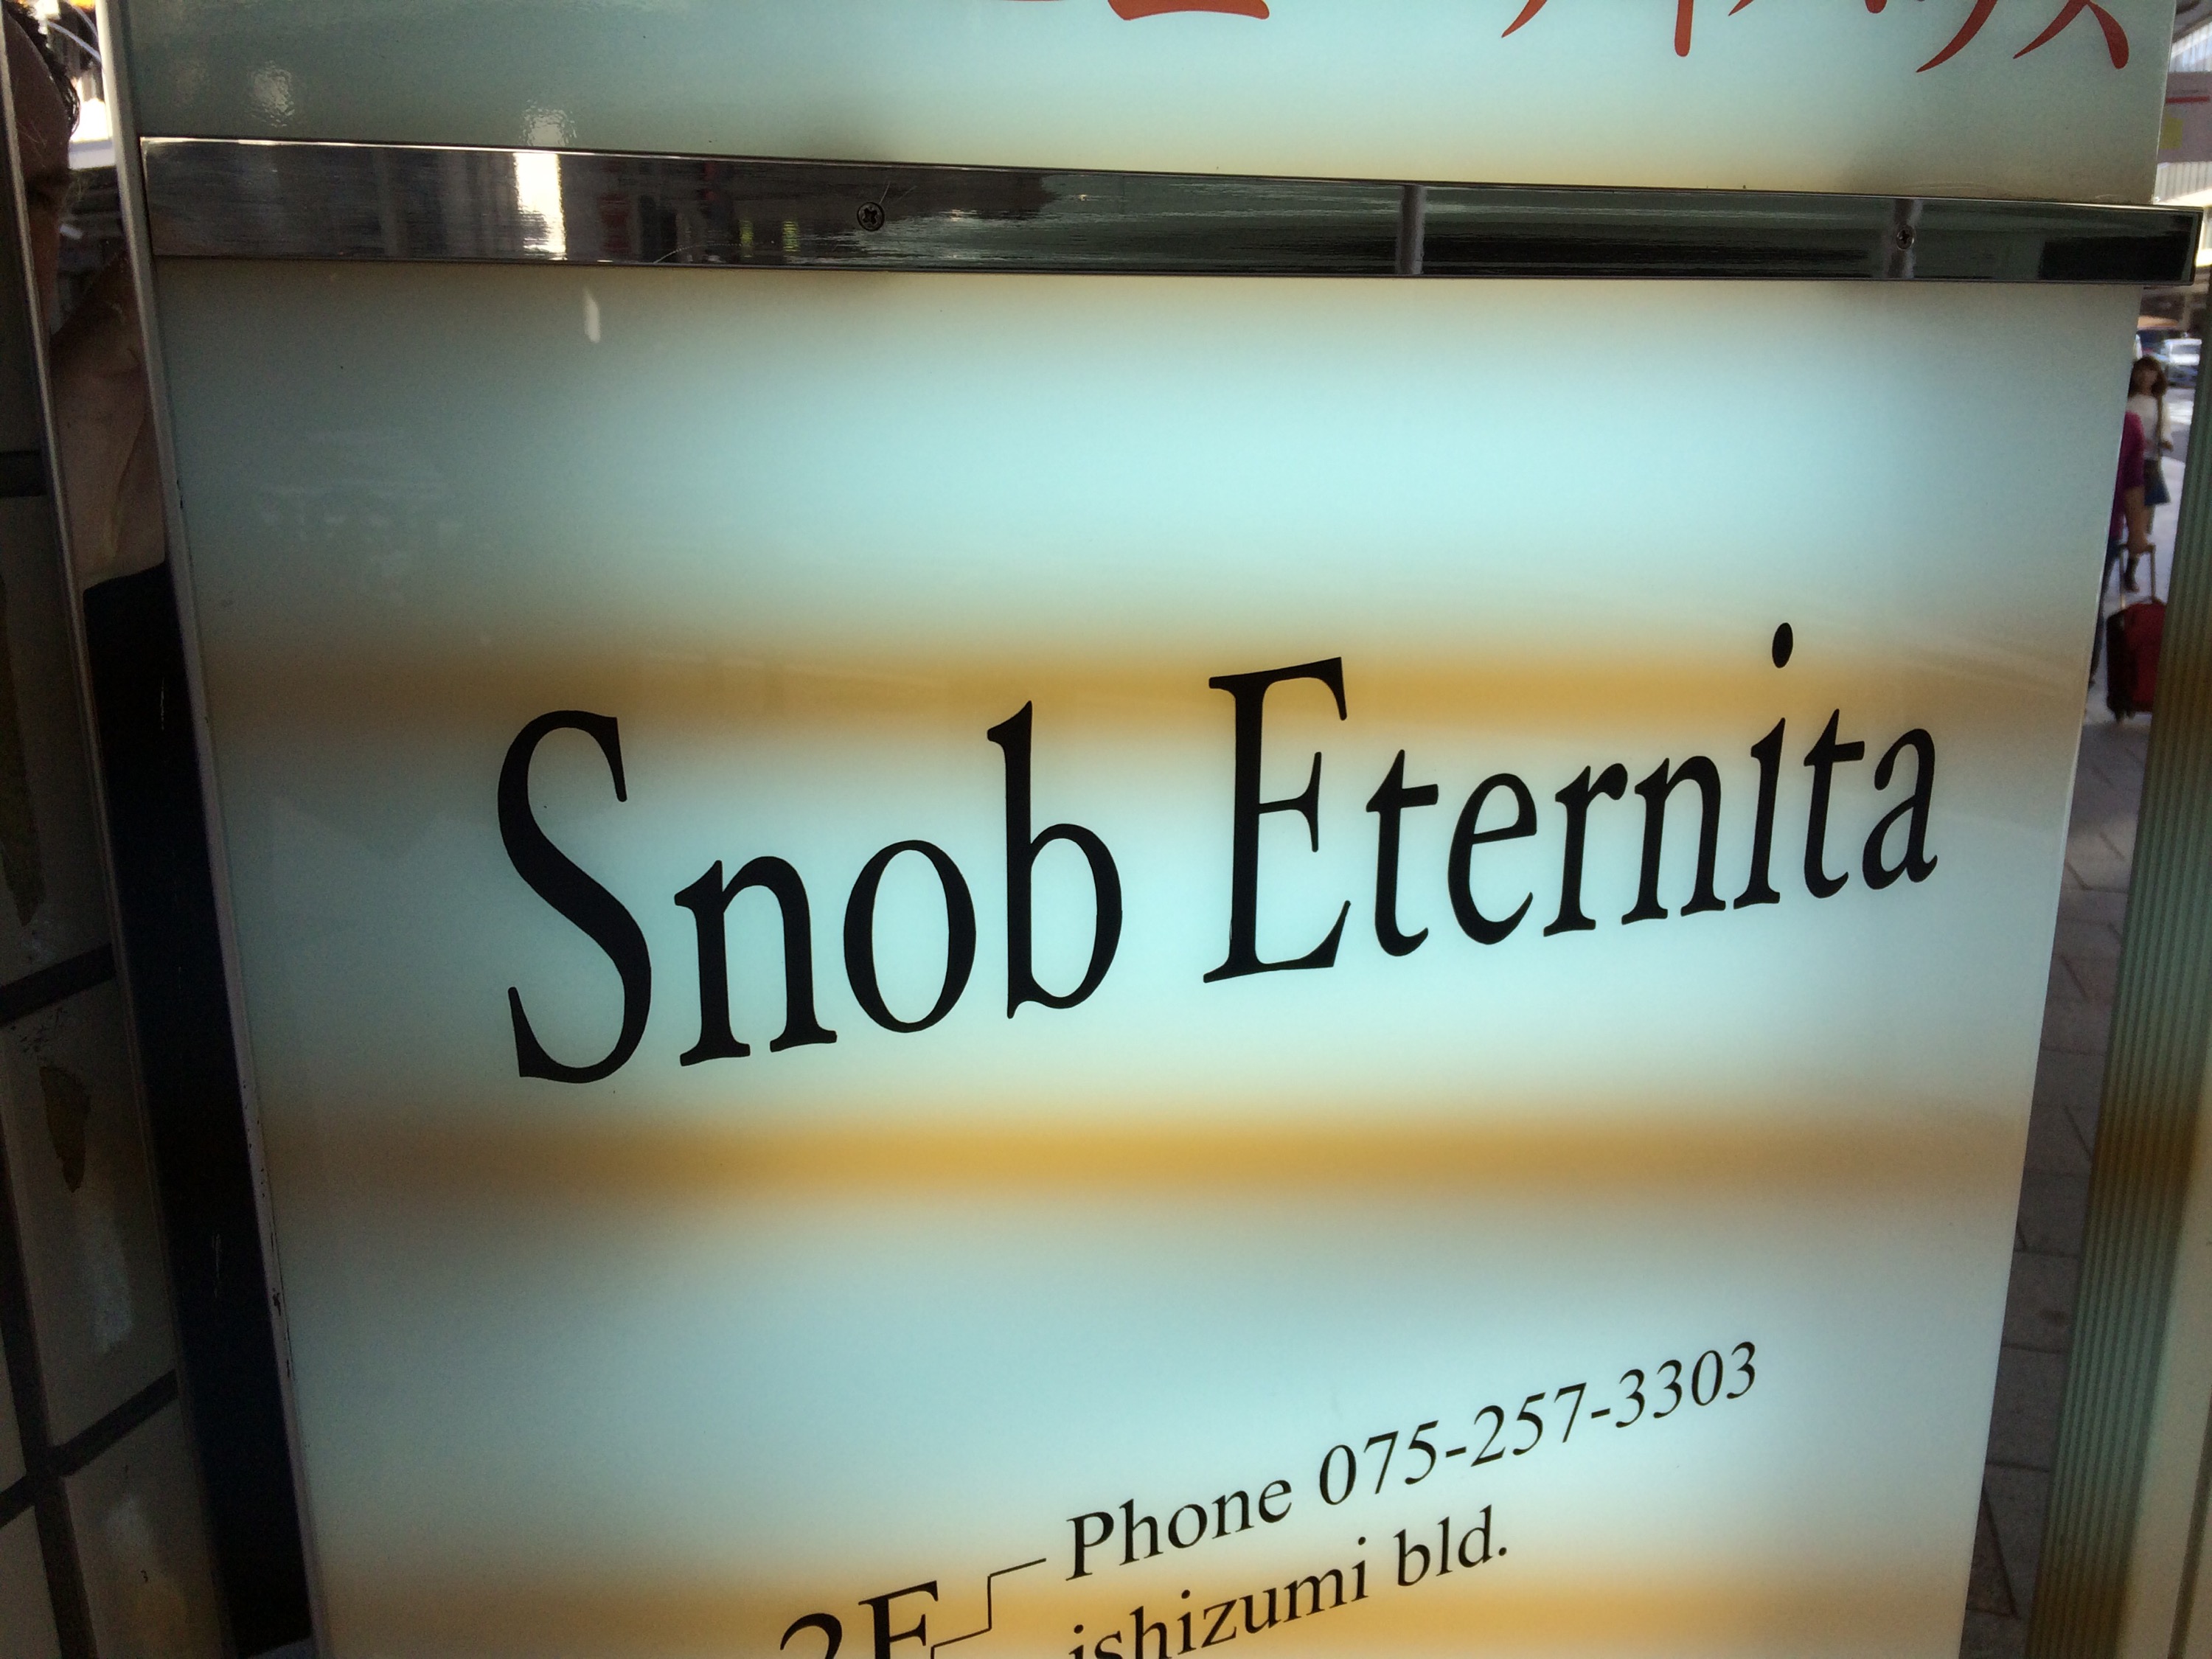 Snob Eternita
Phone 075-257-3303
ishizumi bld.